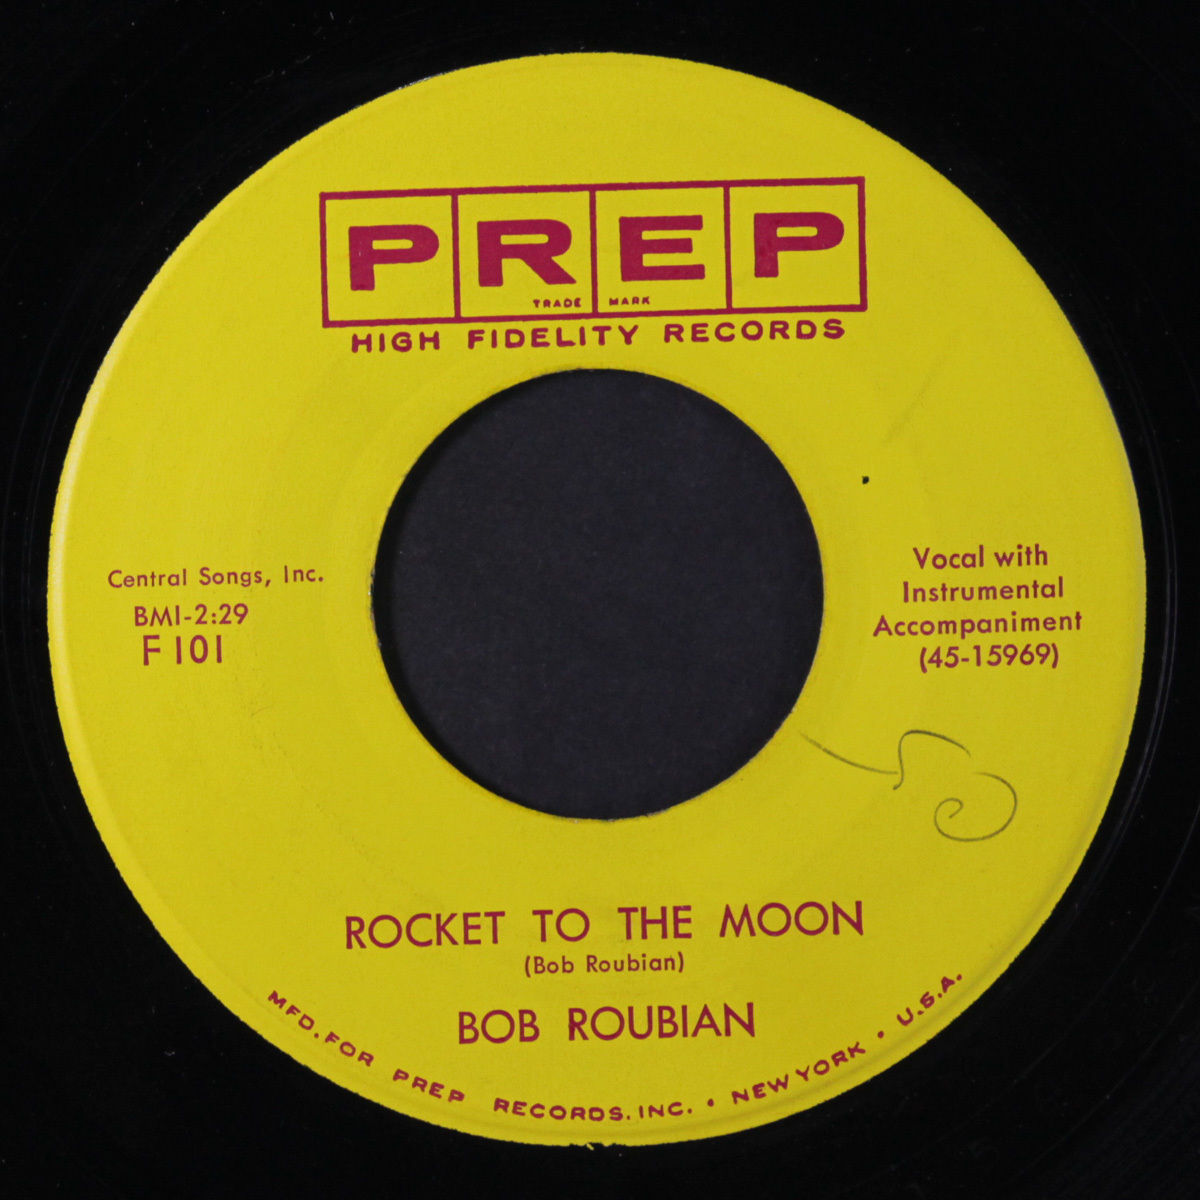 PREP
TRADE MARK
HIGH FIDELITY RECORDS
Central Songs, Inc.
BMI-2:29
F 101
Vocal with
Instrumental
Accompaniment
(45-15969)
ROCKET TO THE MOON
(Bob Roubian)
BOB ROUBIAN
MFD. FOR PREP RECORDS. INC. • NEW YORK • U.S.A.